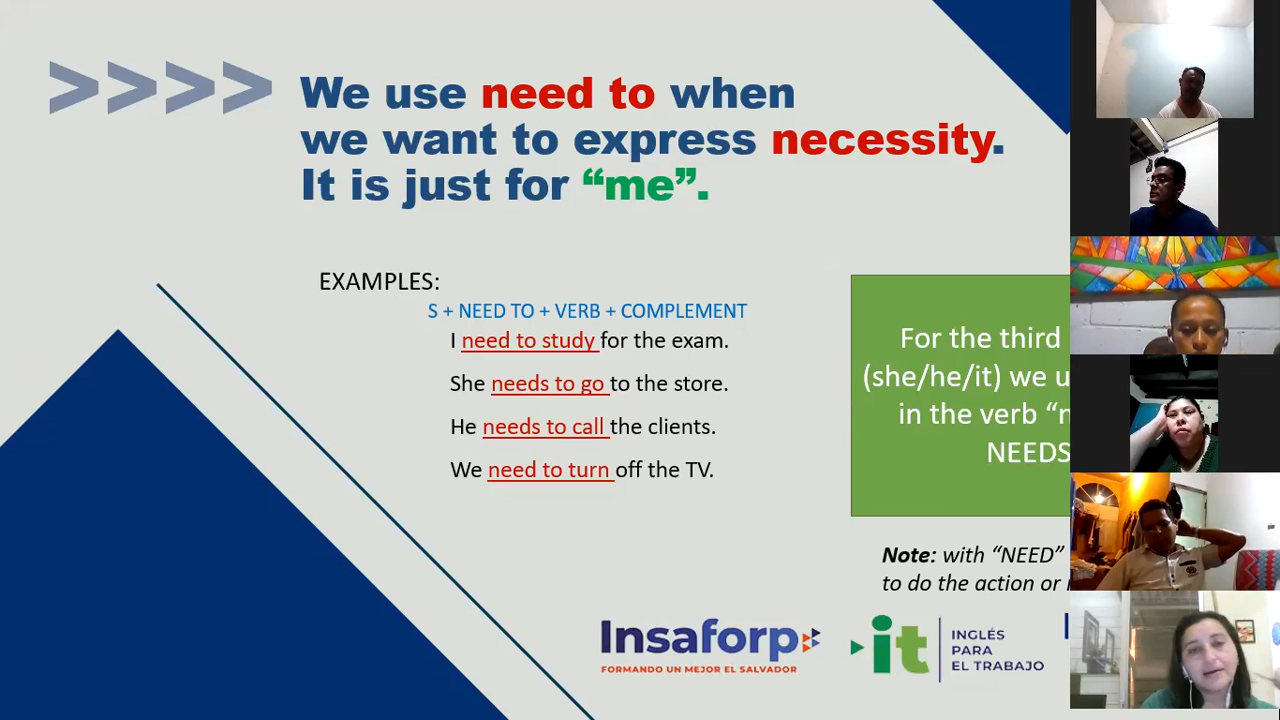 >>>>
We use need to when
we want to express necessity.
It is just for “me”.
EXAMPLES:
S + NEED TO + VERB + COMPLEMENT
I need to study for the exam.
She needs to go to the store.
He needs to call the clients.
We need to turn off the TV.
For the third
(she/he/it) we u
in the verb “n
NEEDS
Note: with “NEED”
to do the action or
Insaforp
FORMANDO UN MEJOR EL SALVADOR
it
INGLÉS
PARA
EL TRABAJO